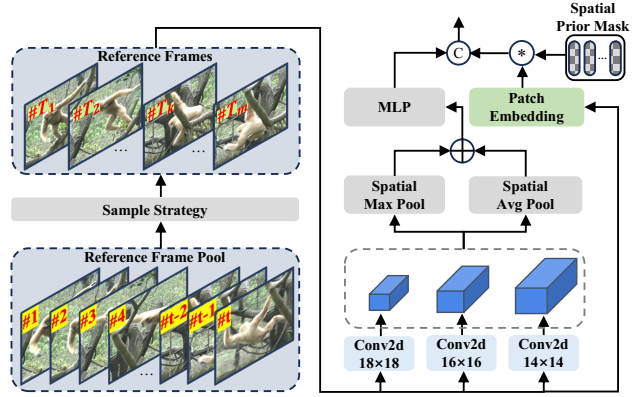 Reference Frames
#T1
#T2
#Tm
...
...
Sample Strategy
Reference Frame Pool
#1
#2
#3
#4
#t-2
#t-1
#t
...
Spatial
Prior Mask
...
C
*
MLP
Patch
Embedding
Spatial
Max Pool
Spatial
Avg Pool
Conv2d
18×18
Conv2d
16×16
Conv2d
14×14